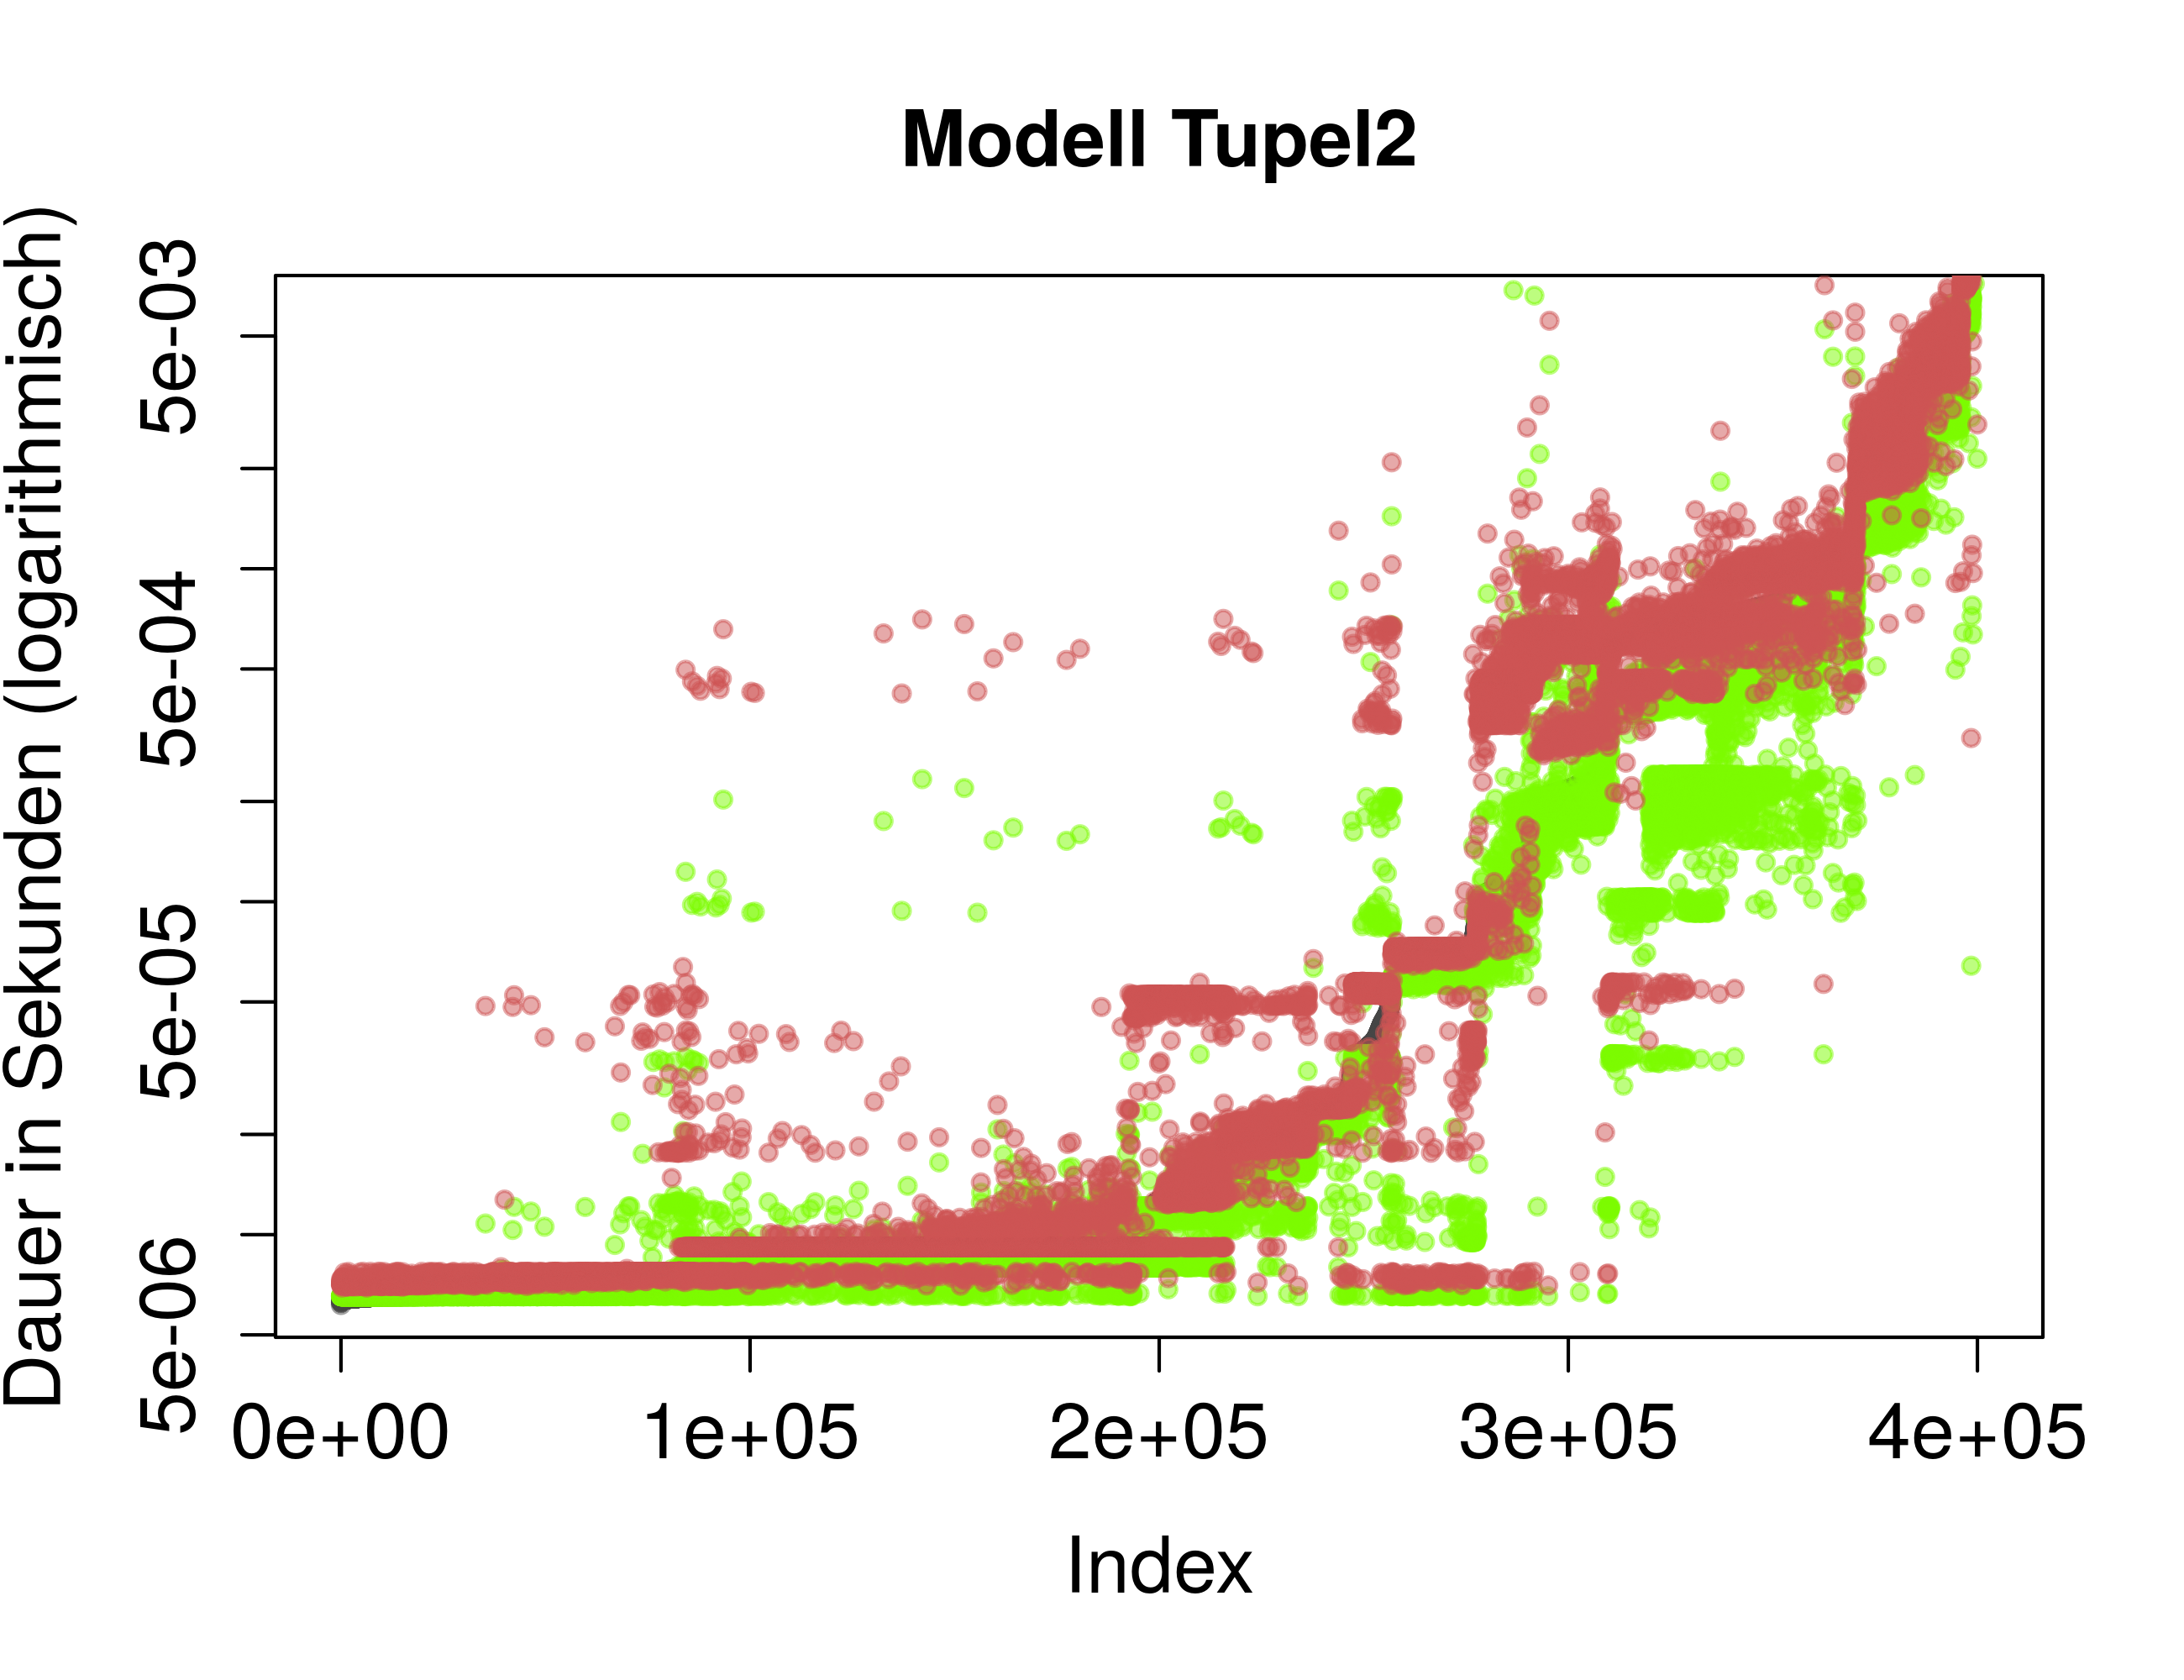 Modell Tupel2
Dauer in Sekunden (logarithmisch)
5e-03
5e-04
5e-05
5e-06
0e+00 1e+05 2e+05 3e+05 4e+05
Index